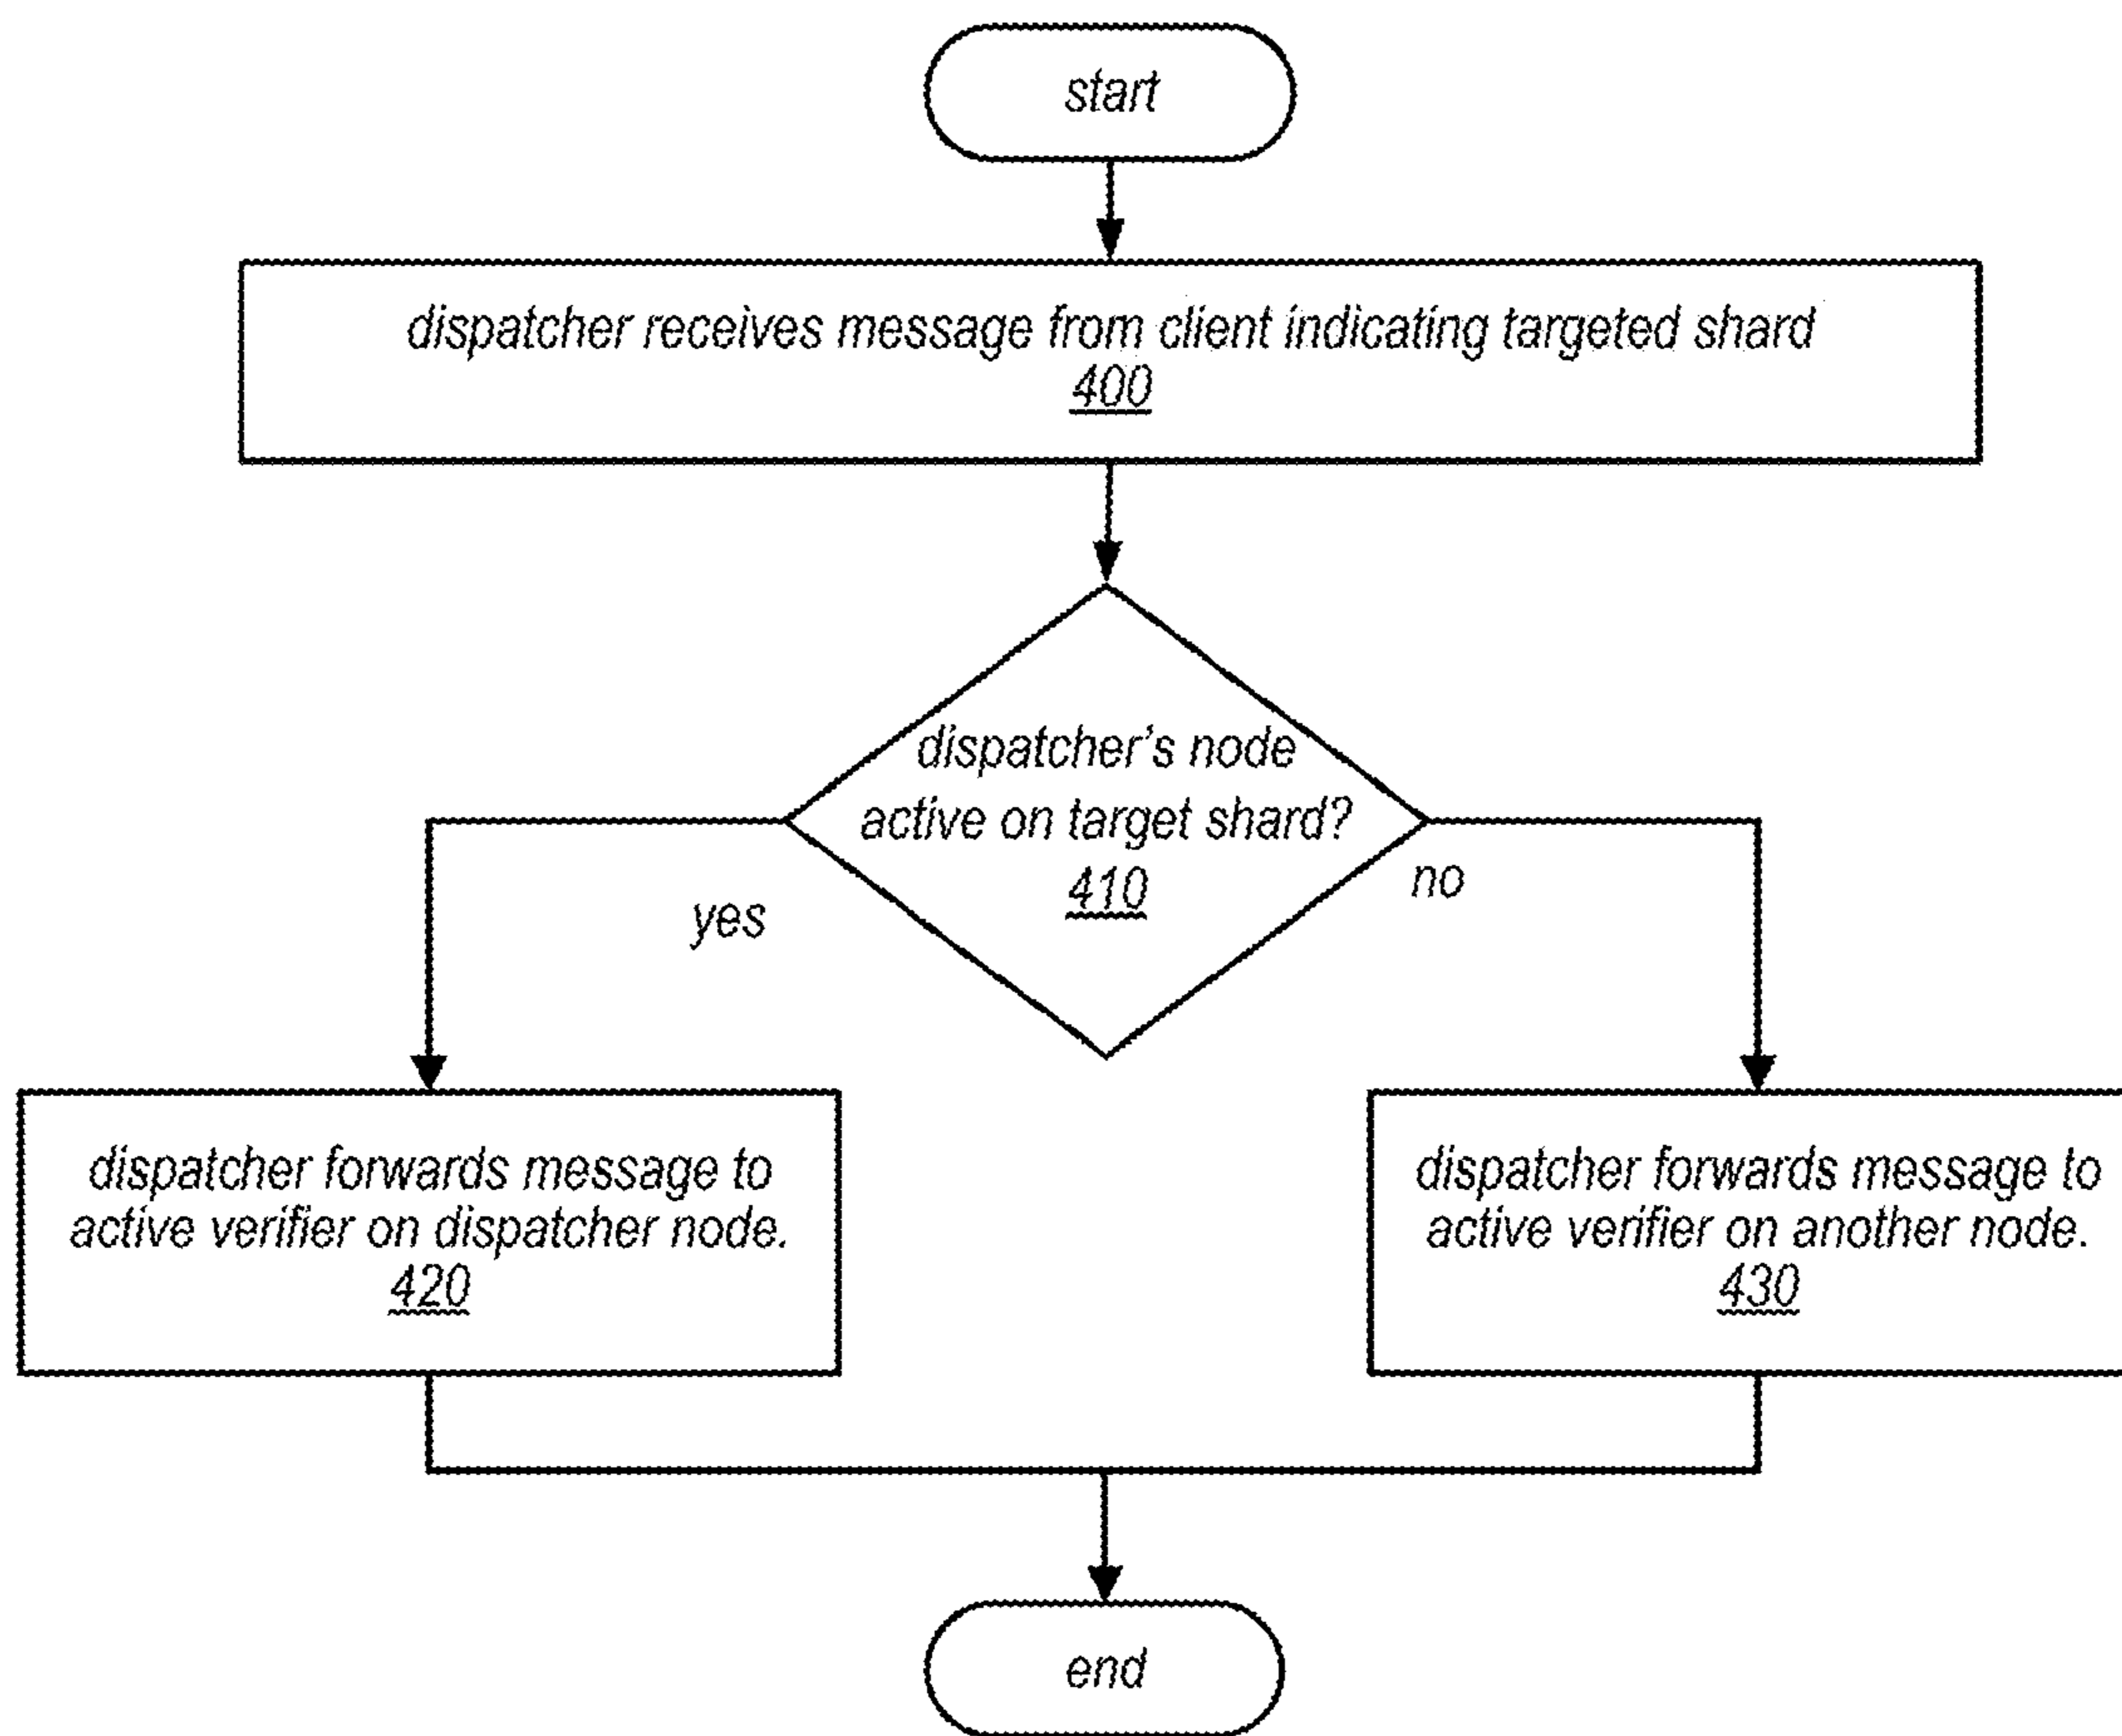 start
dispatcher receives message from client indicating targeted shard
400
dispatcher's node
active on target shard?
410
yes
no
dispatcher forwards message to
active verifier on dispatcher node.
420
dispatcher forwards message to
active verifier on another node.
430
end